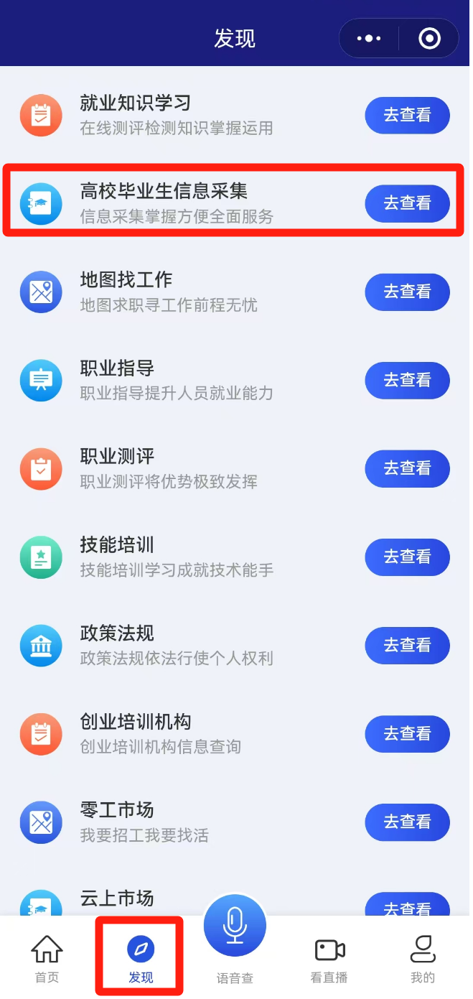 发现
就业知识学习
在线测评检测知识掌握运用
去查看
高校毕业生信息采集
信息采集掌握方便全面服务
去查看
地图找工作
地图求职寻工作前程无忧
去查看
职业指导
职业指导提升人员就业能力
去查看
职业测评
职业测评将优势极致发挥
去查看
技能培训
技能培训学习成就技术能手
去查看
政策法规
政策法规依法行使个人权利
去查看
创业培训机构
创业培训机构信息查询
去查看
零工市场
我要招工我要找活
去查看
云上市场
去查看
首页
发现
语音查
看直播
我的